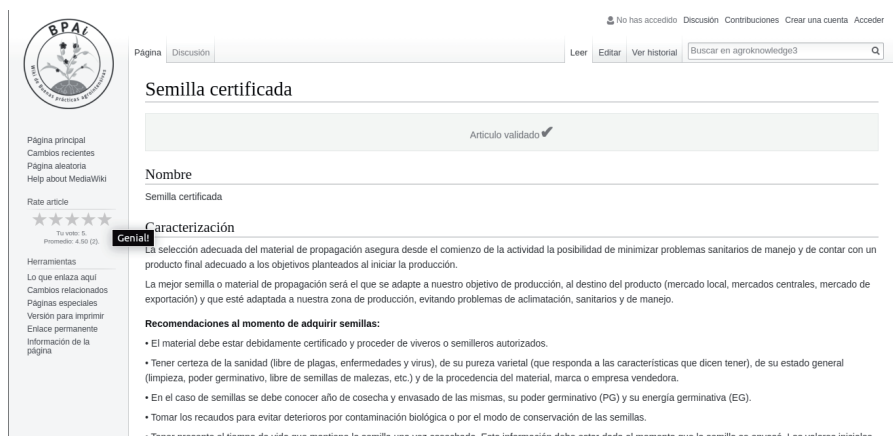 BPAi
Wiki de Buenas prácticas agrointensivas
No has accedido Discusión Contribuciones Crear una cuenta Acceder
Página Discusión Leer Editar Ver historial Buscar en agroknowledge3
Semilla certificada
Articulo validado✔
Página principal
Cambios recientes
Página aleatoria
Help about MediaWiki
Rate article
Tu voto: 5.
Promedio: 4.50 (2).
Genial!
Herramientas
Lo que enlaza aquí
Cambios relacionados
Páginas especiales
Versión para imprimir
Enlace permanente
Información de la
página
Nombre
Semilla certificada
Caracterización
La selección adecuada del material de propagación asegura desde el comienzo de la actividad la posibilidad de minimizar problemas sanitarios de manejo y de contar con un
producto final adecuado a los objetivos planteados al iniciar la producción.
La mejor semilla o material de propagación será el que se adapte a nuestro objetivo de producción, al destino del producto (mercado local, mercados centrales, mercado de
exportación) y que esté adaptada a nuestra zona de producción, evitando problemas de aclimatación, sanitarios y de manejo.
Recomendaciones al momento de adquirir semillas:
• El material debe estar debidamente certificado y proceder de viveros o semilleros autorizados.
• Tener certeza de la sanidad (libre de plagas, enfermedades y virus), de su pureza varietal (que responda a las características que dicen tener), de su estado general
(limpieza, poder germinativo, libre de semillas de malezas, etc.) y de la procedencia del material, marca o empresa vendedora.
• En el caso de semillas se debe conocer año de cosecha y envasado de las mismas, su poder germinativo (PG) y su energía germinativa (EG).
• Tomar los recaudos para evitar deterioros por contaminación biológica o por el modo de conservación de las semillas.